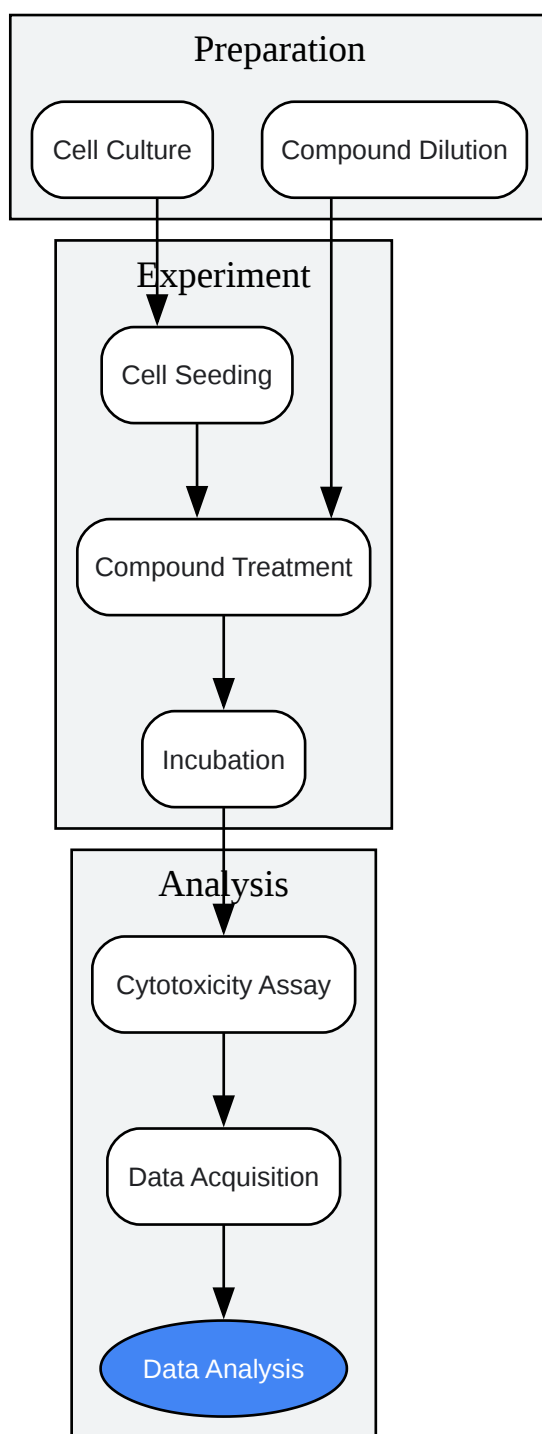 Preparation
Cell Culture
Compound Dilution
Experiment
Cell Seeding
Compound Treatment
Incubation
Analysis
Cytotoxicity Assay
Data Acquisition
Data Analysis